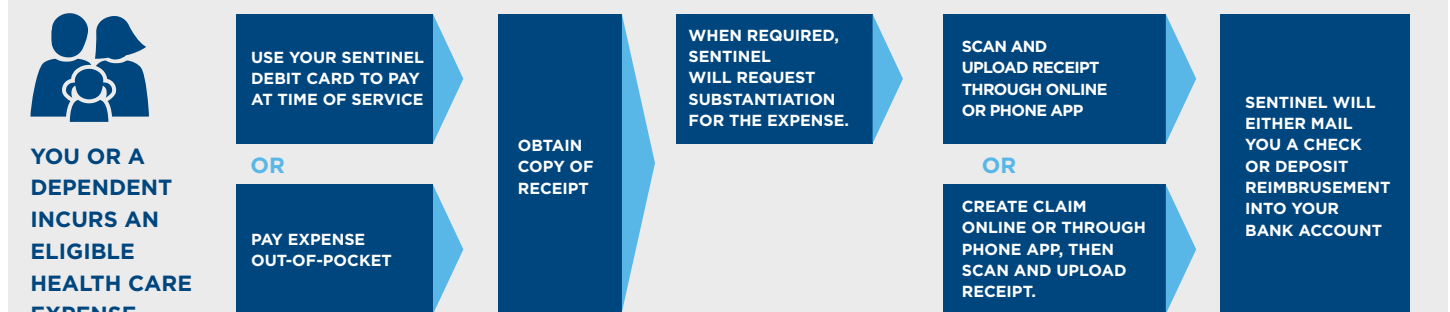 YOU OR A
DEPENDENT
INCURS AN
ELIGIBLE
HEALTH CARE
EXPENSE
USE YOUR SENTINEL
DEBIT CARD TO PAY
AT TIME OF SERVICE
OR
PAY EXPENSE
OUT-OF-POCKET
OBTAIN
COPY OF
RECEIPT
WHEN REQUIRED,
SENTINEL
WILL REQUEST
SUBSTANTIATION
FOR THE EXPENSE.
SCAN AND
UPLOAD RECEIPT
THROUGH ONLINE
OR PHONE APP
OR
CREATE CLAIM
ONLINE OR THROUGH
PHONE APP, THEN
SCAN AND UPLOAD
RECEIPT.
SENTINEL WILL
EITHER MAIL
YOU A CHECK
OR DEPOSIT
REIMBRUSEMENT
INTO YOUR
BANK ACCOUNT